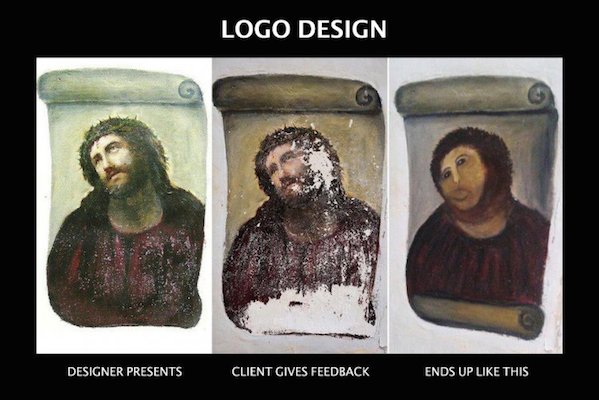 LOGO DESIGN
DESIGNER PRESENTS
CLIENT GIVES FEEDBACK
ENDS UP LIKE THIS